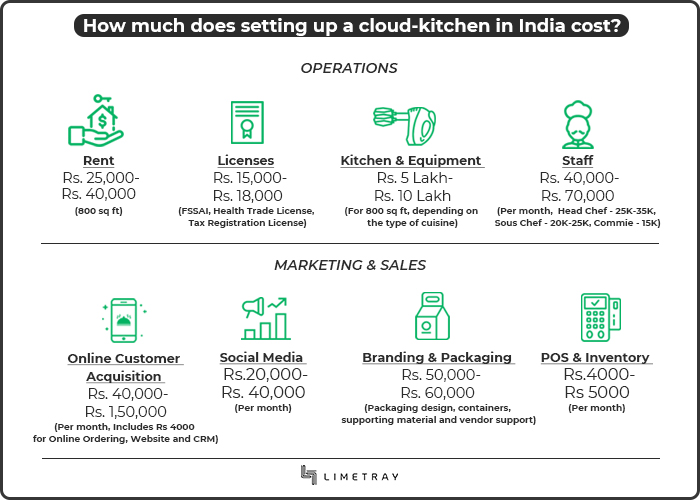 How much does setting up a cloud-kitchen in India cost?
OPERATIONS
Rent
Rs. 25,000-
Rs. 40,000
(800 sq ft)
Licenses
Rs. 15,000-
Rs. 18,000
(FSSAI, Health Trade License,
Tax Registration License)
Kitchen & Equipment
Rs. 5 Lakh-
Rs. 10 Lakh
(For 800 sq ft, depending on
the type of cuisine)
Staff
Rs. 40,000-
Rs. 70,000
(Per month, Head Chef - 25K-35K,
Sous Chef - 20K-25K, Commie - 15K)
MARKETING & SALES
Online Customer
Acquisition
Rs. 40,000-
Rs. 1,50,000
(Per month, Includes Rs 4000
for Online Ordering, Website and CRM)
Social Media
Rs.20,000-
Rs. 40,000
(Per month)
Branding & Packaging
Rs. 50,000-
Rs. 60,000
(Packaging design, containers,
supporting material and vendor support)
POS & Inventory
Rs.4000-
Rs 5000
(Per month)
LIMETRAY